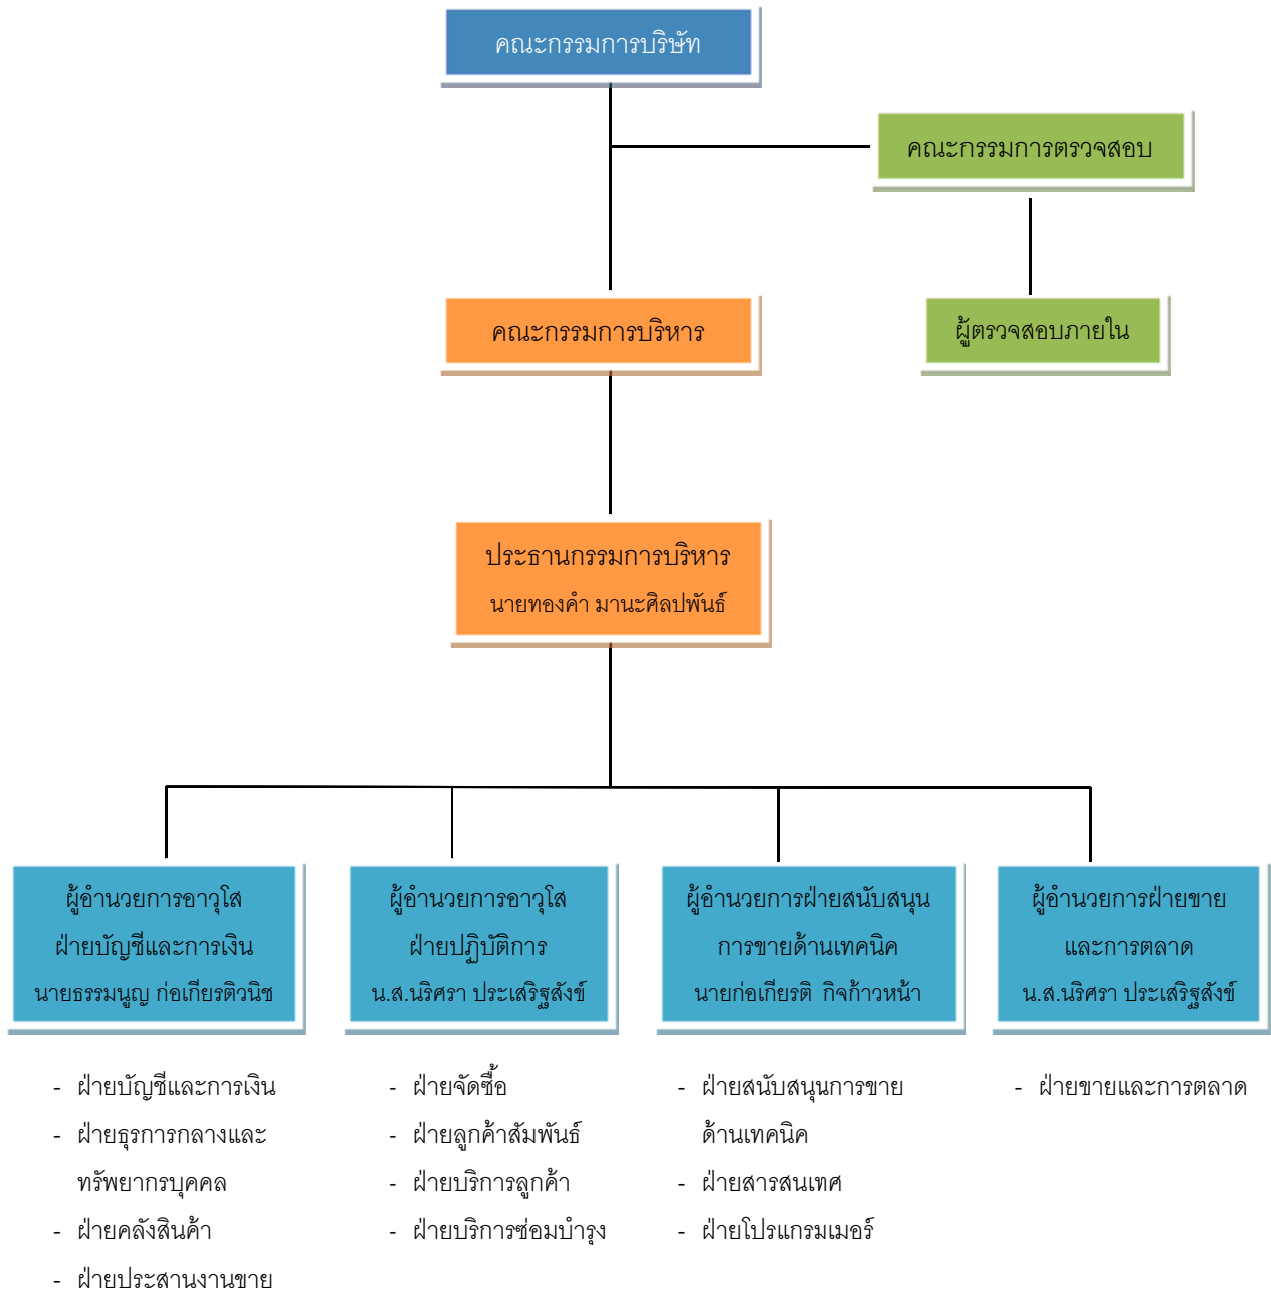 คณะกรรมการบริษัท
คณะกรรมการตรวจสอบ
คณะกรรมการบริหาร
ผู้ตรวจสอบภายใน
ประธานกรรมการบริหาร
นายทองคำ มานะศิลปพันธ์
ผู้อำนวยการอาวุโส
ฝ่ายบัญชีและการเงิน
นายธรรมนูญ ก่อเกียรติวนิช
ผู้อำนวยการอาวุโส
ฝ่ายปฏิบัติการ
น.ส.นริศรา ประเสริฐสังข์
ผู้อำนวยการฝ่ายสนับสนุน
การขายด้านเทคนิค
นายก่อเกียรติ กิจก้าวหน้า
ผู้อำนวยการฝ่ายขาย
และการตลาด
น.ส.นริศรา ประเสริฐสังข์
- ฝ่ายบัญชีและการเงิน
- ฝ่ายธุรการกลางและ
ทรัพยากรบุคคล
- ฝ่ายคลังสินค้า
- ฝ่ายประสานงานขาย
- ฝ่ายจัดซื้อ
- ฝ่ายลูกค้าสัมพันธ์
- ฝ่ายบริการลูกค้า
- ฝ่ายบริการซ่อมบำรุง
- ฝ่ายสนับสนุนการขาย
ด้านเทคนิค
- ฝ่ายสารสนเทศ
- ฝ่ายโปรแกรมเมอร์
- ฝ่ายขายและการตลาด